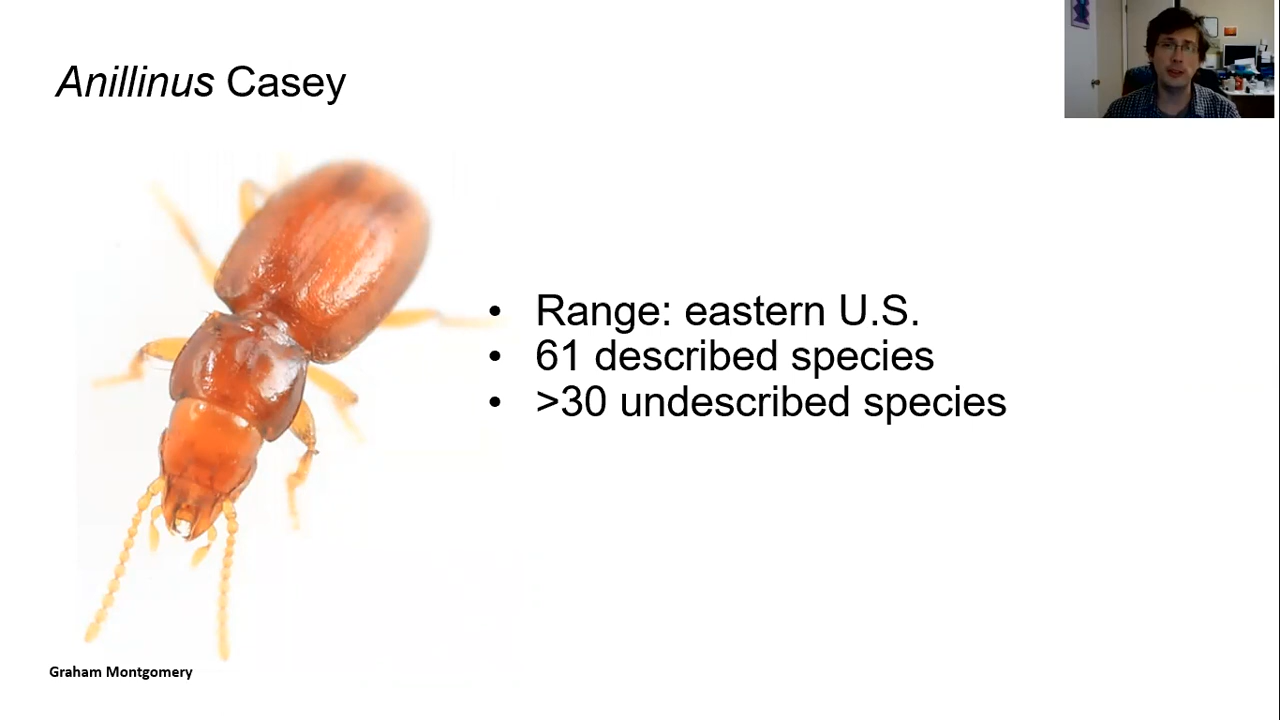 Anillinus Casey
• Range: eastern U.S.
• 61 described species
• >30 undescribed species
Graham Montgomery